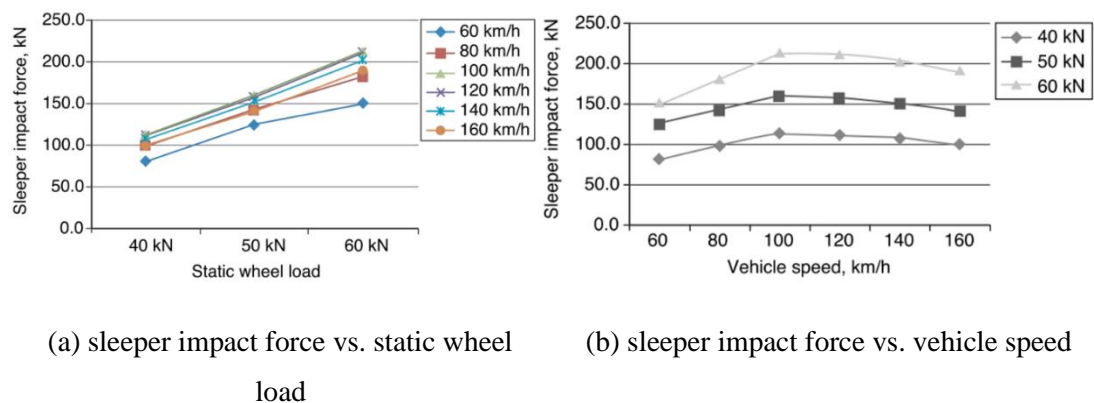 250.0
200.0
150.0
100.0
50.0
0.0
Sleeper impact force, kN
40 kN 50 kN 60 kN
Static wheel load
60 km/h
80 km/h
100 km/h
120 km/h
140 km/h
160 km/h
250.0
200.0
150.0
100.0
50.0
0.0
Sleeper impact force, kN
60 80 100 120 140 160
Vehicle speed, km/h
40 kN
50 kN
60 kN
(a) sleeper impact force vs. static wheel
load
(b) sleeper impact force vs. vehicle speed